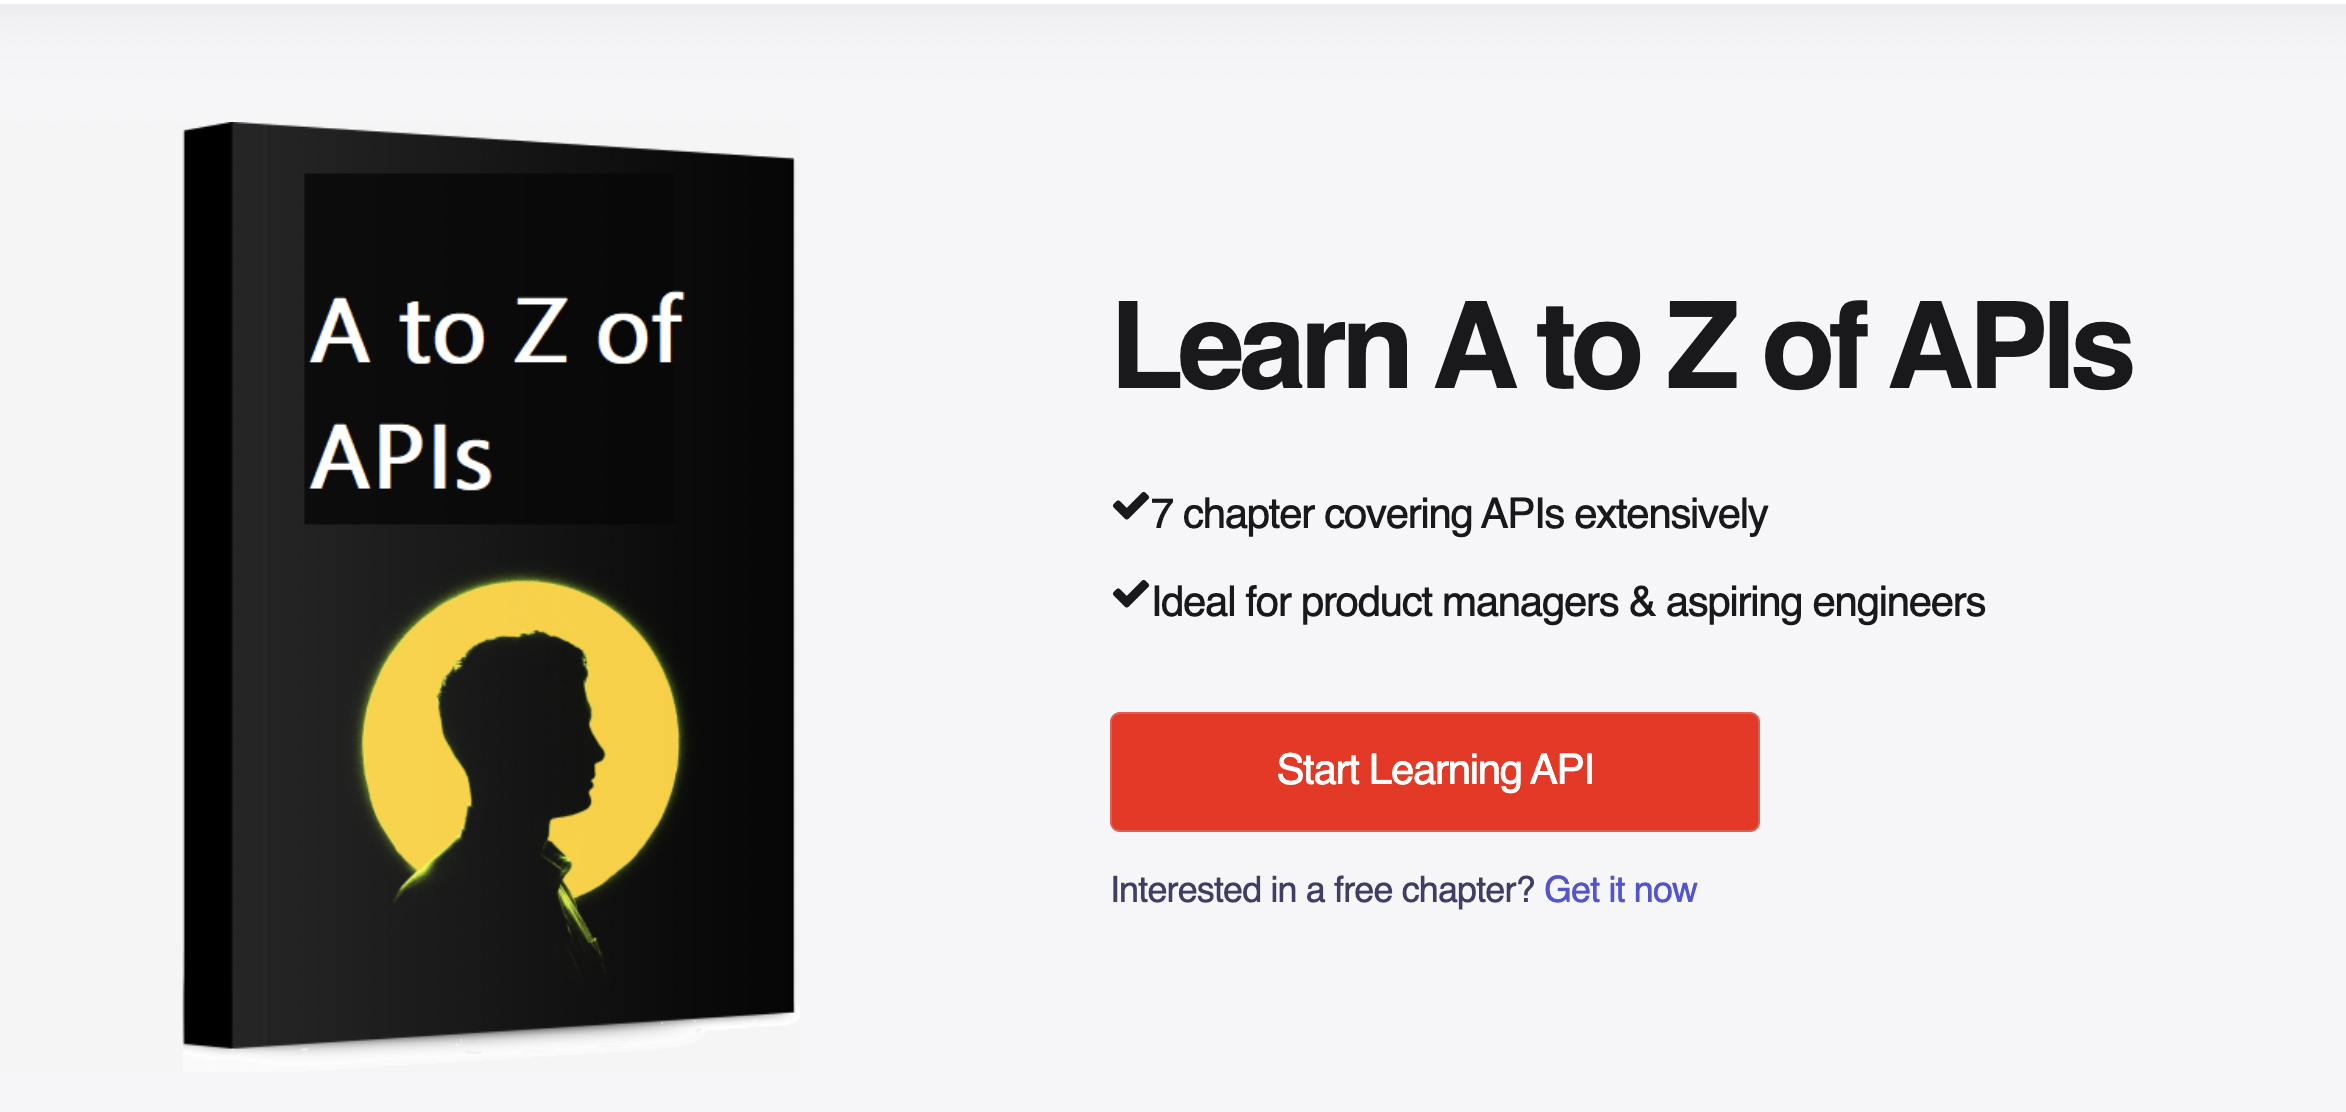 A to Z of
APIs
Learn A to Z of APIs
7 chapter covering APIs extensively
Ideal for product managers & aspiring engineers
Start Learning API
Interested in a free chapter? Get it now